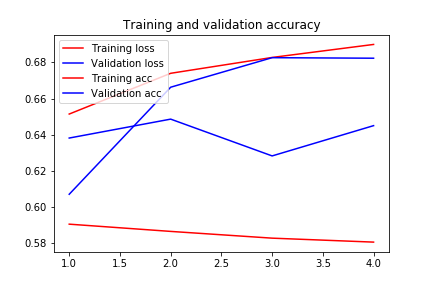 Training and validation accuracy
Training loss
Validation loss
Training acc
Validation acc
0.68
0.66
0.64
0.62
0.60
0.58
1.0 1.5 2.0 2.5 3.0 3.5 4.0